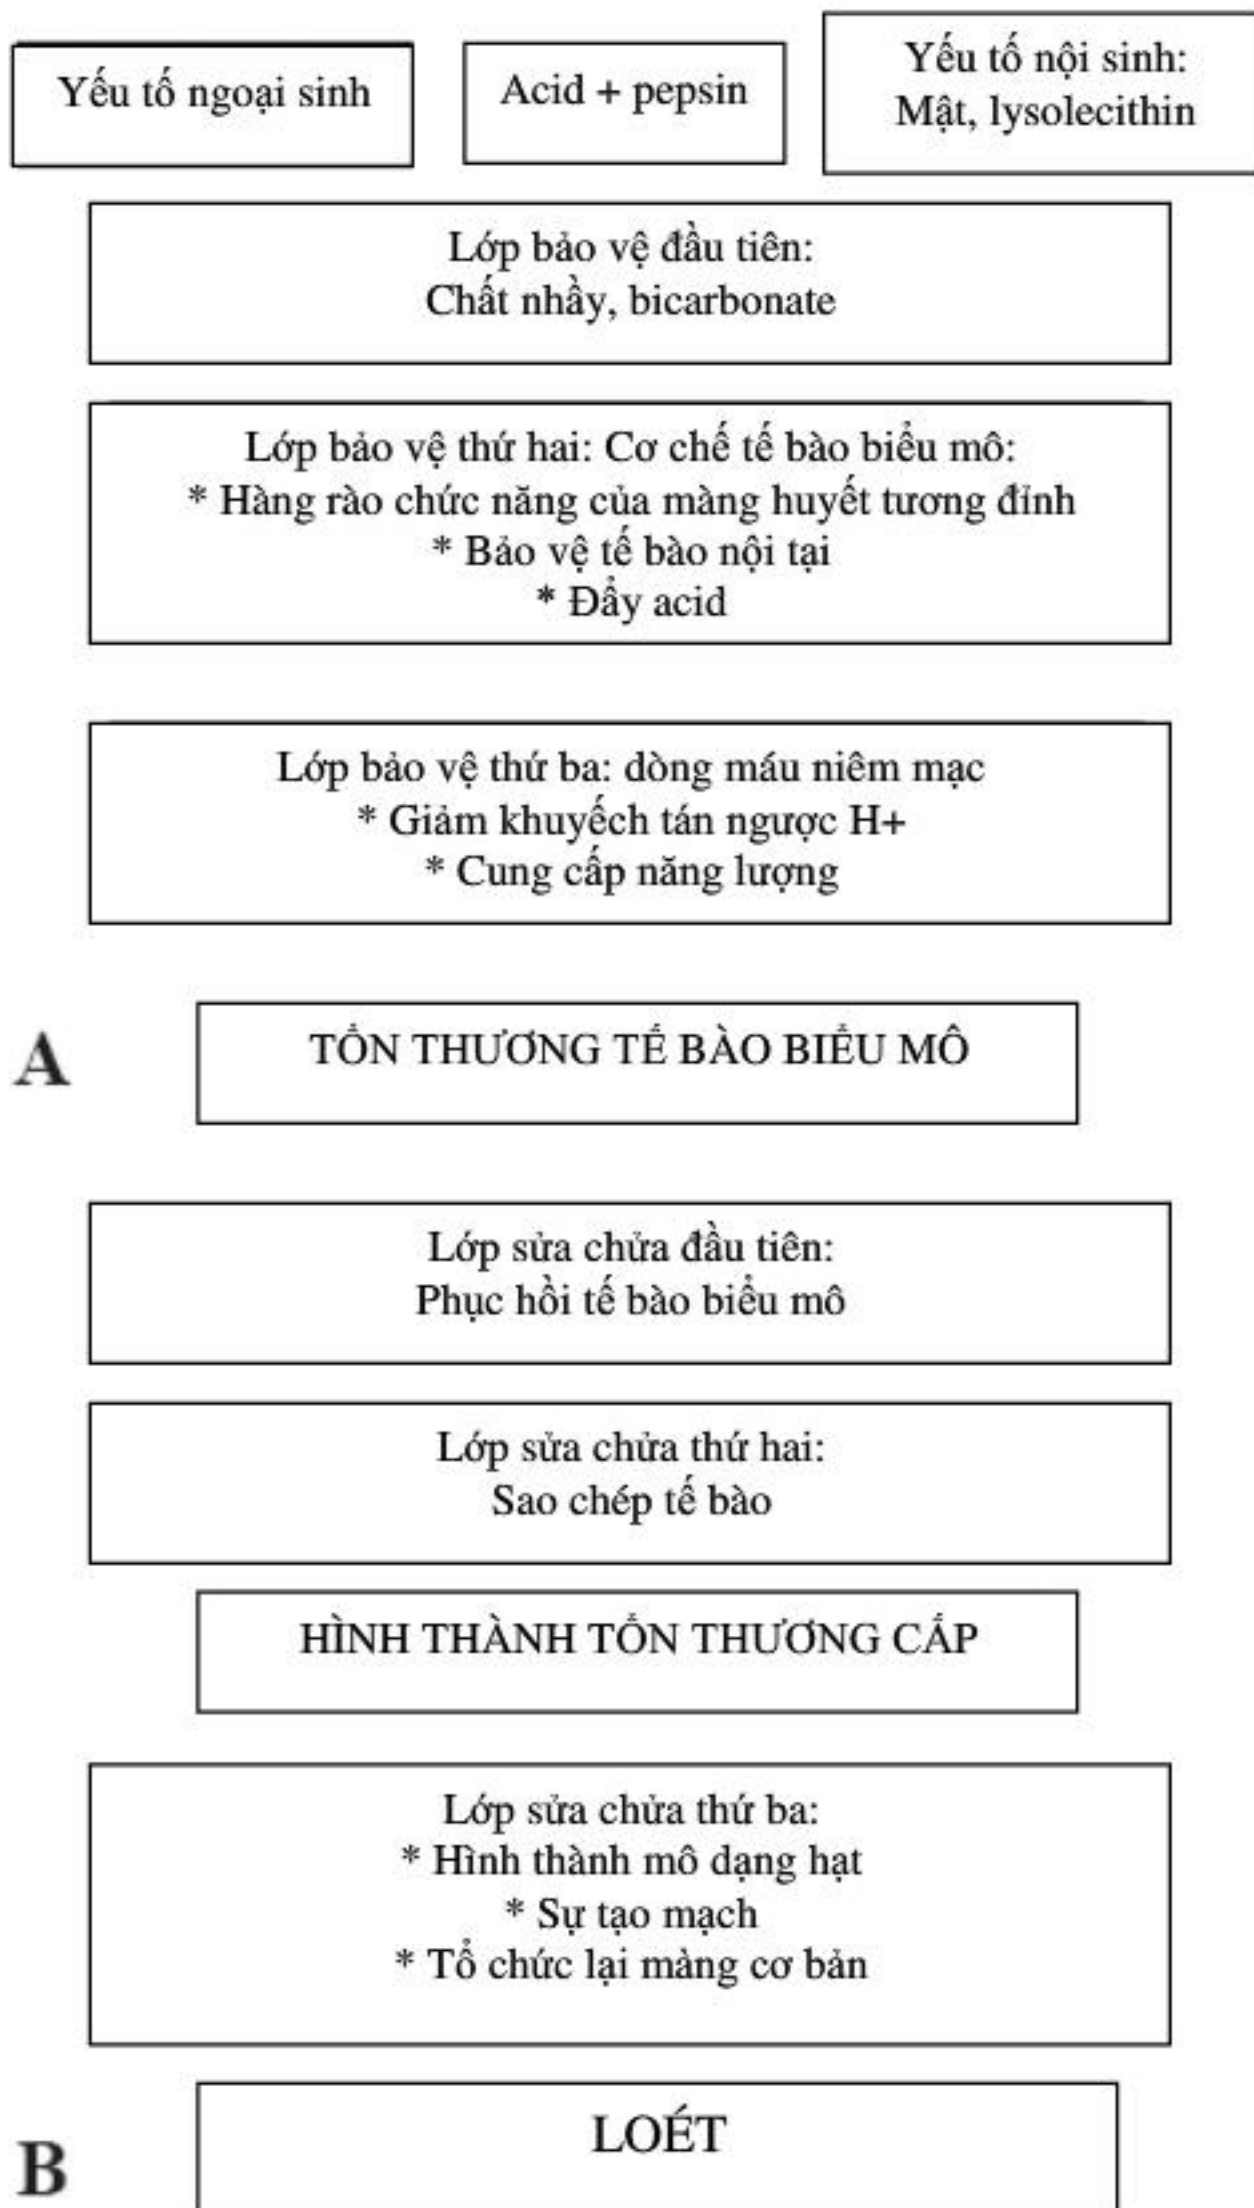 Yếu tố ngoại sinh
Acid + pepsin
Yếu tố nội sinh:
Mật, lysolecithin
Lớp bảo vệ đầu tiên:
Chất nhầy, bicarbonate
Lớp bảo vệ thứ hai: Cơ chế tế bào biểu mô:
* Hàng rào chức năng của màng huyết tương đỉnh
* Bảo vệ tế bào nội tại
* Đẩy acid
Lớp bảo vệ thứ ba: dòng máu niêm mạc
* Giảm khuyếch tán ngược H+
* Cung cấp năng lượng
A
TỔN THƯƠNG TẾ BÀO BIỂU MÔ
Lớp sửa chửa đầu tiên:
Phục hồi tế bào biểu mô
Lớp sửa chửa thứ hai:
Sao chép tế bào
HÌNH THÀNH TỔN THƯƠNG CẤP
Lớp sửa chửa thứ ba:
* Hình thành mô dạng hạt
* Sự tạo mạch
* Tổ chức lại màng cơ bản
LOÉT
B